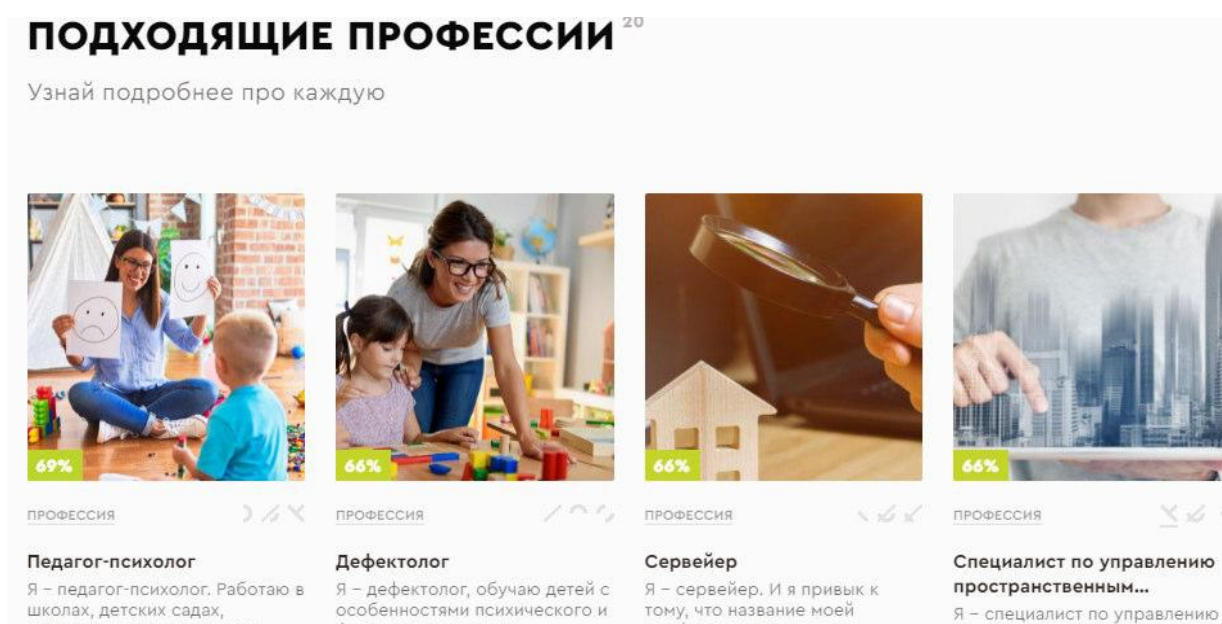 ПОДХОДЯЩИЕ ПРОФЕССИИ 20
Узнай подробнее про каждую
69%
66%
66%
66%
ПРОФЕССИЯ
ПРОФЕССИЯ
ПРОФЕССИЯ
ПРОФЕССИЯ
Педагог-психолог
Я – педагог-психолог. Работаю в
школах, детских садах,
Дефектолог
Я – дефектолог, обучаю детей с
особенностями психического и
Сервейер
Я – сервейер. И я привык к
тому, что название моей
Специалист по управлению
пространственным...
Я – специалист по управлению